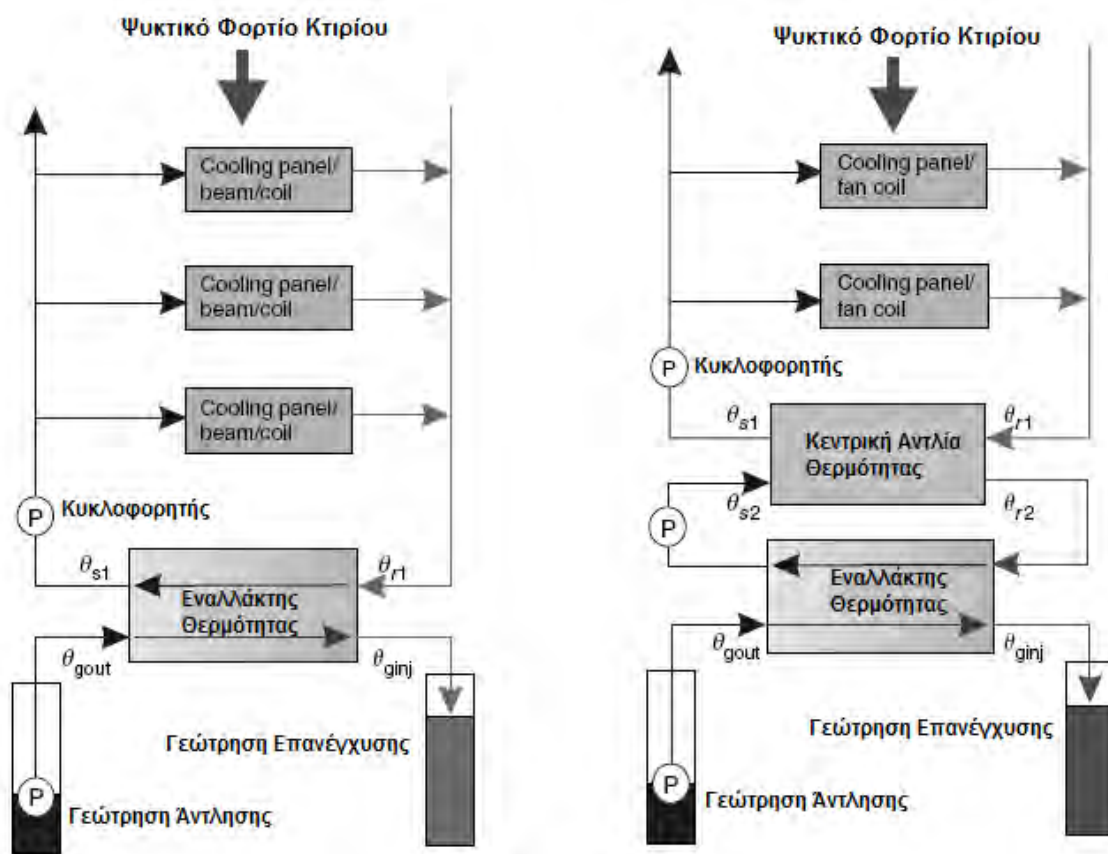 Ψυκτικό Φορτίο Κτιρίου
Cooling panel/
beam/coil
Cooling panel/
beam/coil
Cooling panel/
beam/coil
P
Κυκλοφορητής
θs1
θr1
Εναλλάκτης
Θερμότητας
θgout
θginj
Γεώτρηση Επανέγχυσης
P
Γεώτρηση Άντλησης
Ψυκτικό Φορτίο Κτιρίου
Cooling panel/
fan coil
Cooling panel/
fan coil
P
Κυκλοφορητής
θs1
θr1
Κεντρική Αντλία
Θερμότητας
θs2
θr2
P
Εναλλάκτης
Θερμότητας
θgout
θginj
Γεώτρηση Επανέγχυσης
P
Γεώτρηση Άντλησης